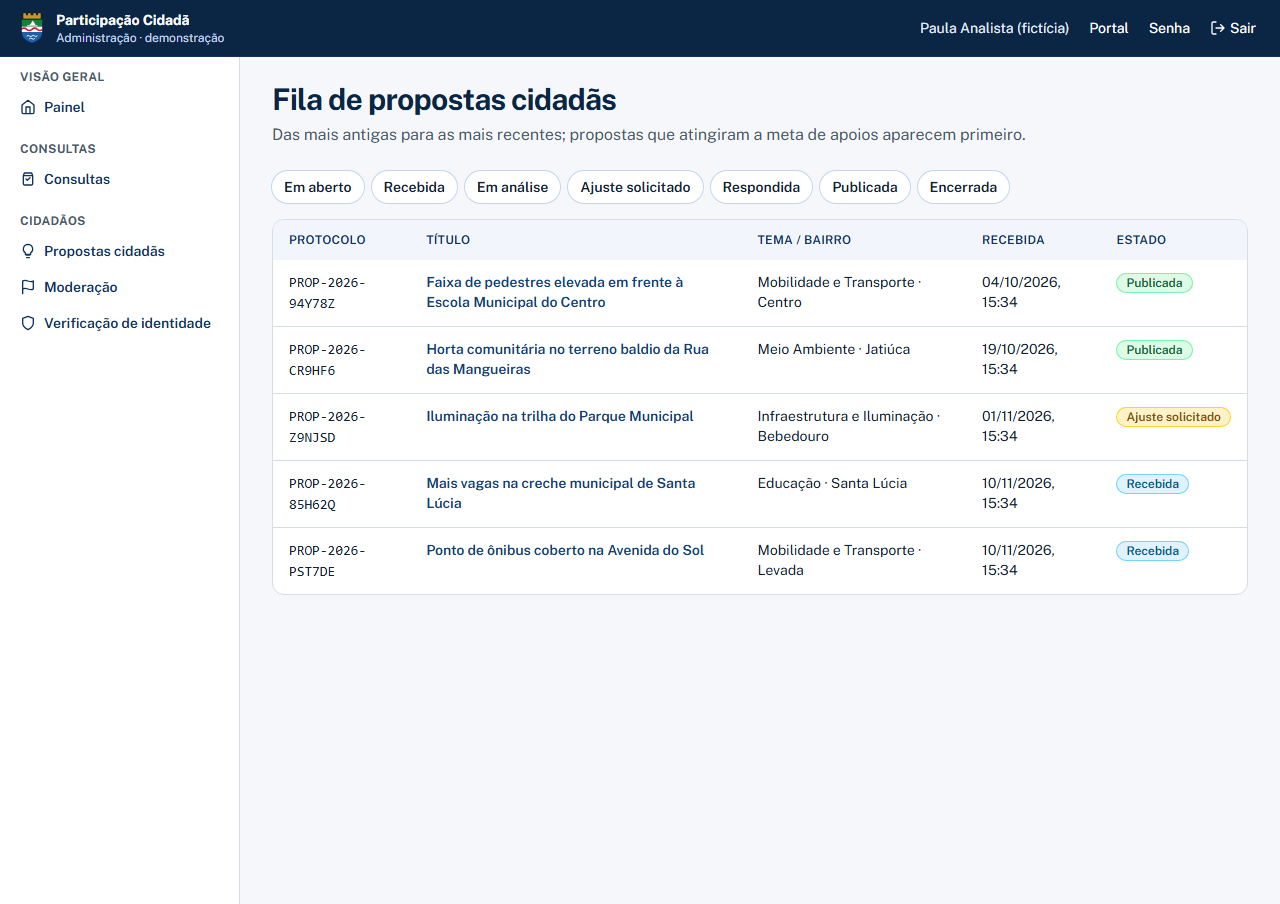 Participação Cidadã
Administração · demonstração
Paula Analista (fictícia) Portal Senha Sair
VISÃO GERAL
Painel
CONSULTAS
Consultas
CIDADÃOS
Propostas cidadãs
Moderação
Verificação de identidade
Fila de propostas cidadãs
Das mais antigas para as mais recentes; propostas que atingiram a meta de apoios aparecem primeiro.
Em aberto Recebida Em análise Ajuste solicitado Respondida Publicada Encerrada
PROTOCOLO TÍTULO TEMA / BAIRRO RECEBIDA ESTADO
PROP-2026- Faixa de pedestres elevada em frente à Mobilidade e Transporte · 04/10/2026, Publicada
94Y78Z Escola Municipal do Centro Centro 15:34
PROP-2026- Horta comunitária no terreno baldio da Rua Meio Ambiente · Jatiúca 19/10/2026, Publicada
CR9HF6 das Mangueiras 15:34
PROP-2026- Iluminação na trilha do Parque Municipal Infraestrutura e Iluminação · 01/11/2026, Ajuste solicitado
Z9NJSD Bebedouro 15:34
PROP-2026- Mais vagas na creche municipal de Santa Educação · Santa Lúcia 10/11/2026, Recebida
85H62Q Lúcia 15:34
PROP-2026- Ponto de ônibus coberto na Avenida do Sol Mobilidade e Transporte · 10/11/2026, Recebida
PST7DE Levada 15:34